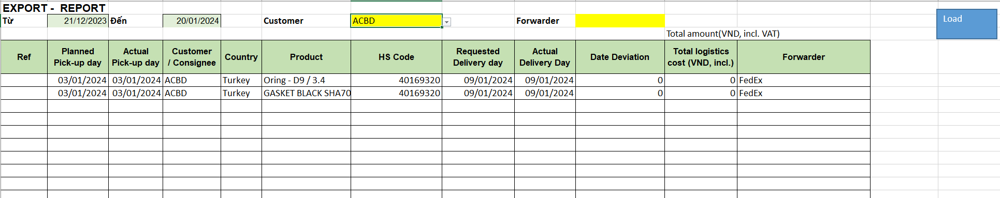 EXPORT - REPORT
Từ 21/12/2023 Đến 20/01/2024 Customer ACBD Forwarder Load
Total amount(VND, incl. VAT)
Ref Planned Pick-up day Actual Pick-up day Customer / Consignee Country Product HS Code Requested Delivery day Actual Delivery Day Date Deviation Total logistics cost (VND, incl.) Forwarder
03/01/2024 03/01/2024 ACBD Turkey Oring - D9 / 3.4 40169320 09/01/2024 09/01/2024 0 0 FedEx
03/01/2024 03/01/2024 ACBD Turkey GASKET BLACK SHA70 40169320 09/01/2024 09/01/2024 0 0 FedEx